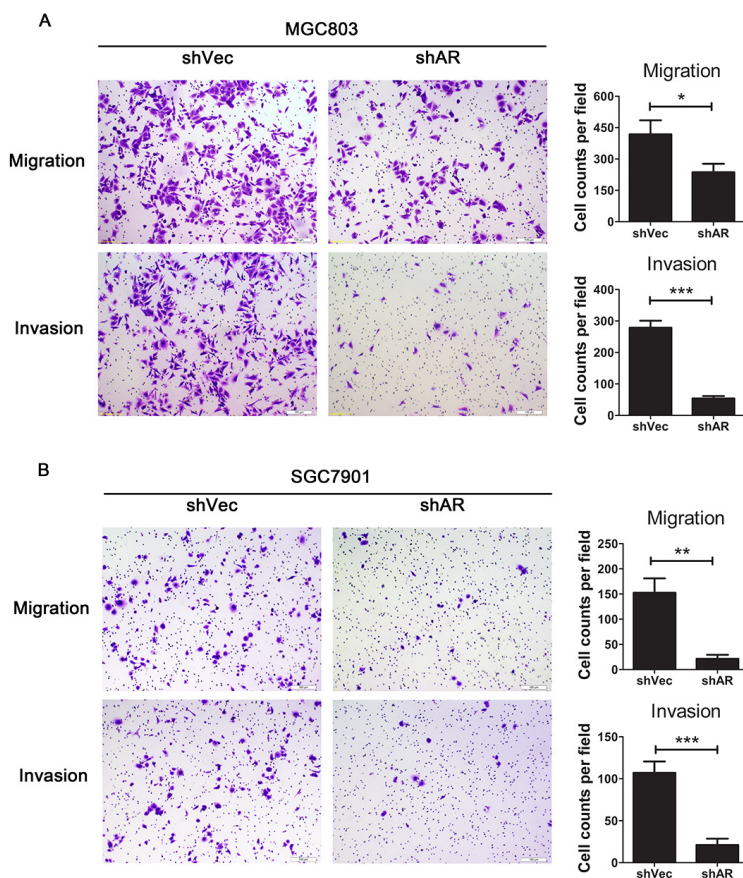 A
MGC803
shVec shAR
Migration
Invasion
Migration
Cell counts per field
600
450
300
150
0
*
shVec shAR
Invasion
Cell counts per field
400
300
200
100
0
***
shVec shAR
B
SGC7901
shVec shAR
Migration
Invasion
Migration
Cell counts per field
250
200
150
100
50
0
**
shVec shAR
Invasion
Cell counts per field
150
100
50
0
***
shVec shAR